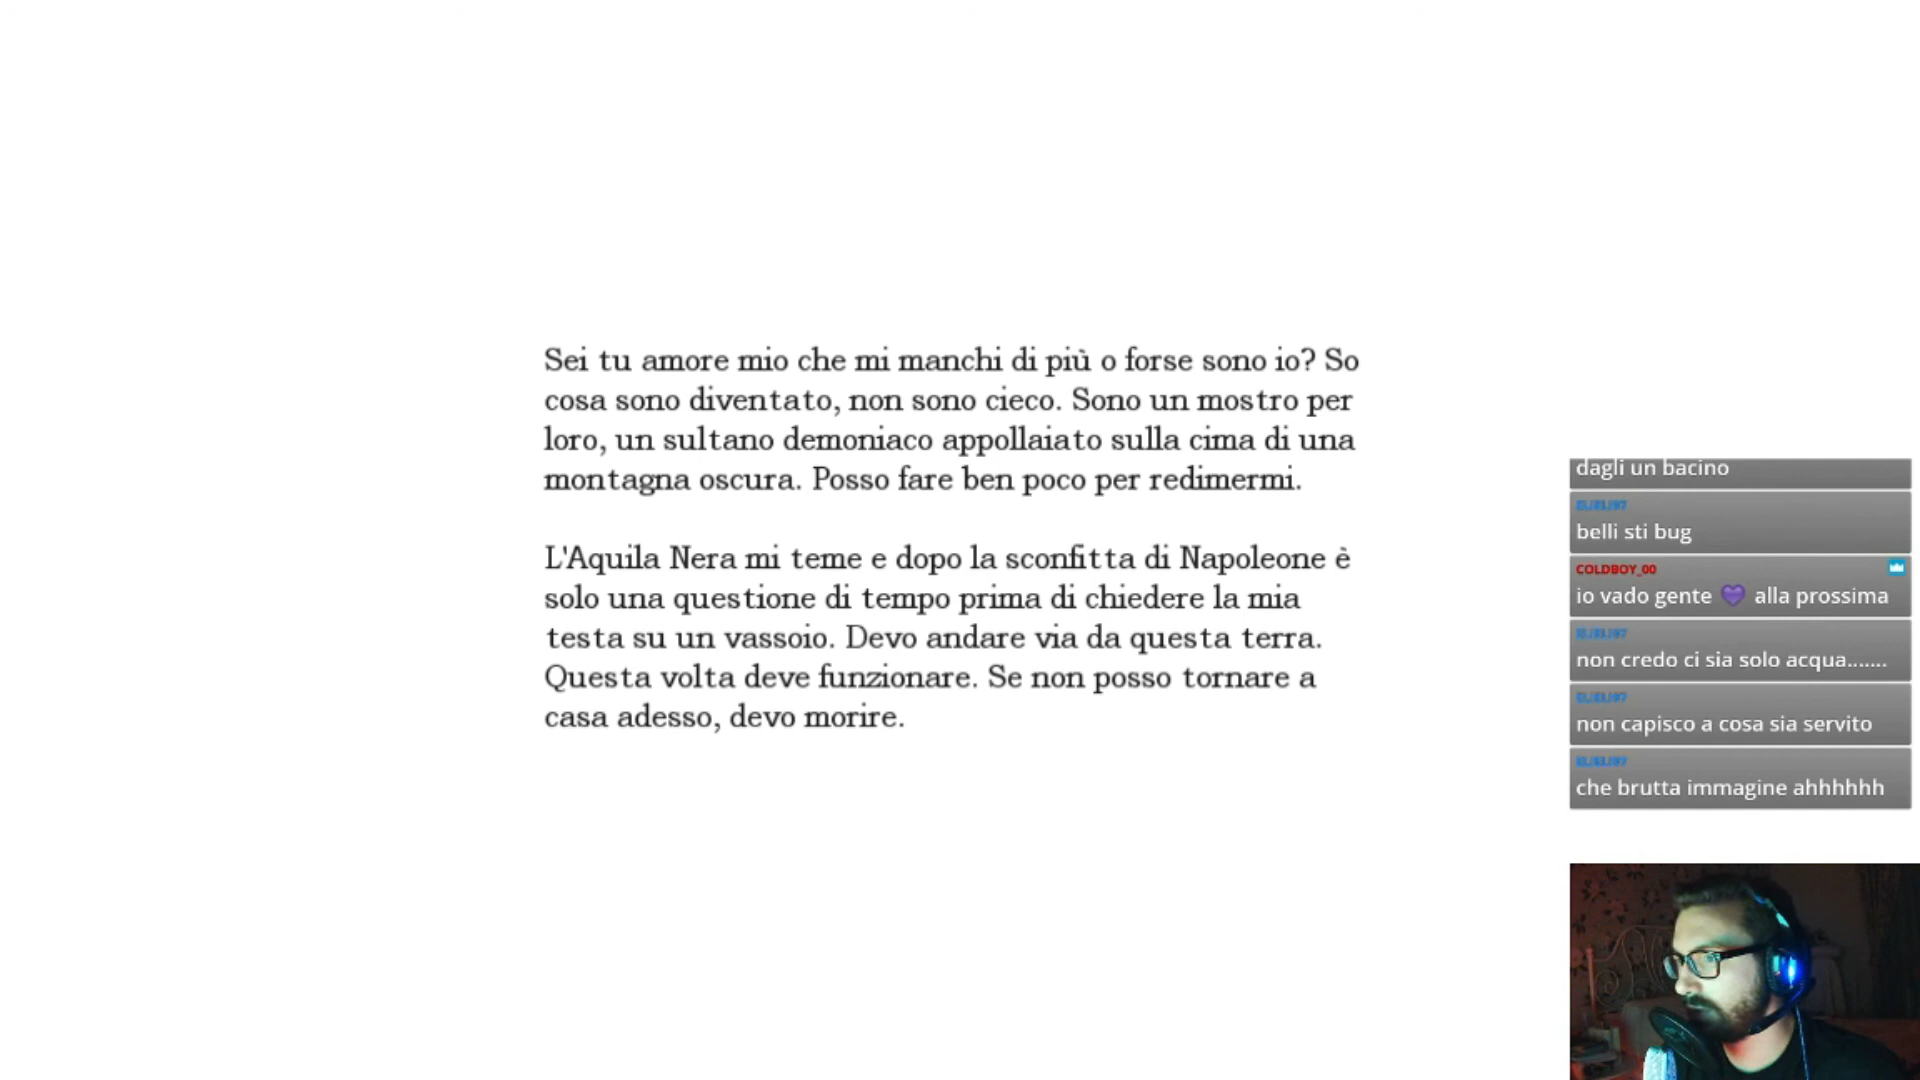 Sei tu amore mio che mi manchi di più o forse sono io? So
cosa sono diventato, non sono cieco. Sono un mostro per
loro, un sultano demoniaco appollaiato sulla cima di una
montagna oscura. Posso fare ben poco per redimermi.
L'Aquila Nera mi teme e dopo la sconfitta di Napoleone è
solo una questione di tempo prima di chiedere la mia
testa su un vassoio. Devo andare via da questa terra.
Questa volta deve funzionare. Se non posso tornare a
casa adesso, devo morire.
dagli un bacino
belli sti bug
COLDBOY_00
io vado gente 💜 alla prossima
non credo ci sia solo acqua.......
non capisco a cosa sia servito
che brutta immagine ahhhhhh